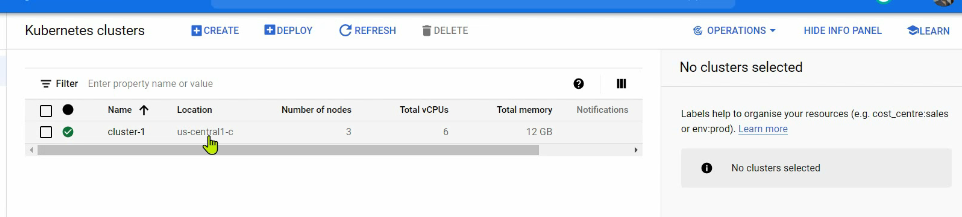 Kubernetes clusters CREATE DEPLOY REFRESH DELETE OPERATIONS HIDE INFO PANEL LEARN
Filter Enter property name or value
Name Location Number of nodes Total vCPUs Total memory Notifications
cluster-1 us-central1-c 3 6 12 GB
No clusters selected
Labels help to organise your resources (e.g. cost_centre:sales
or env:prod). Learn more
No clusters selected